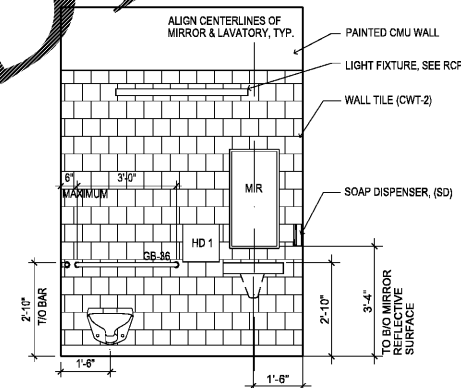 ALIGN CENTERLINES OF
MIRROR & LAVATORY, TYP.
PAINTED CMU WALL
LIGHT FIXTURE, SEE RCP
WALL TILE (CWT-2)
6"
3'-0"
MAXIMUM
MIR
SOAP DISPENSER, (SD)
HD 1
GB-36
2'-10"
T/O BAR
2'-10"
3'-4"
TO B/O MIRROR
REFLECTIVE
SURFACE
1'-6"
1'-6"